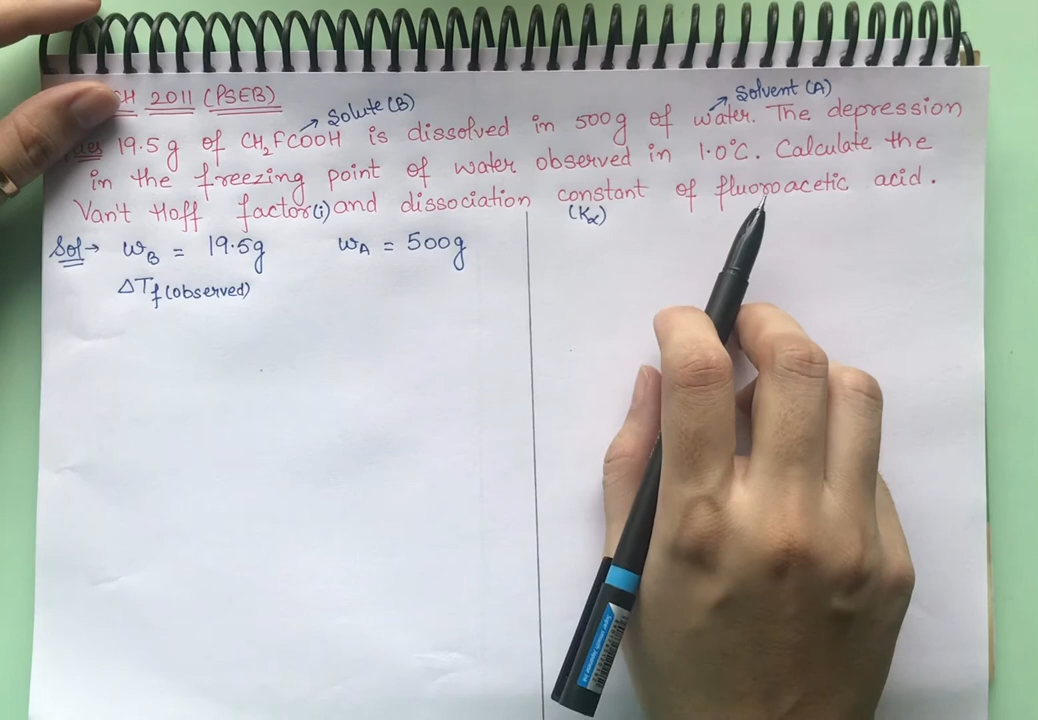 2011 (PSEB)
19.5g of CH₂FCOOH → Solute(B) is dissolved in 500g of water. → Solvent (A) The depression
in the freezing point of water observed in 1.0°C. Calculate the
Van't Hoff factor(i) and dissociation constant of fluoroacetic acid.
(Kα)
Sol→ wB = 19.5g wA = 500g
ΔTf(observed)